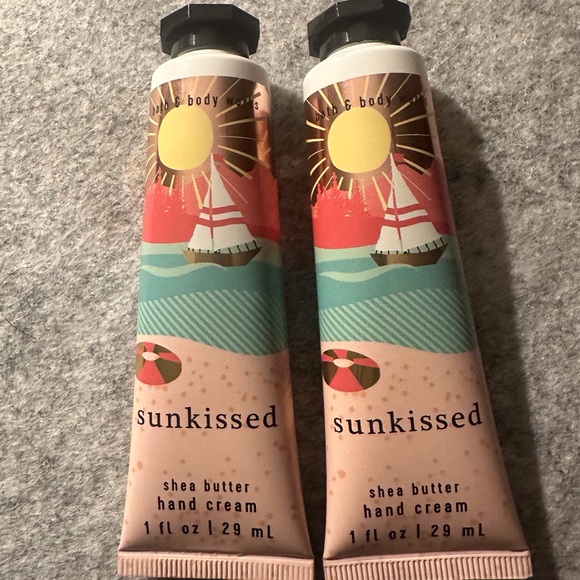 bath & body works
sunkissed
shea butter
hand cream
1 fl oz | 29 mL
bath & body works
sunkissed
shea butter
hand cream
1 fl oz | 29 mL